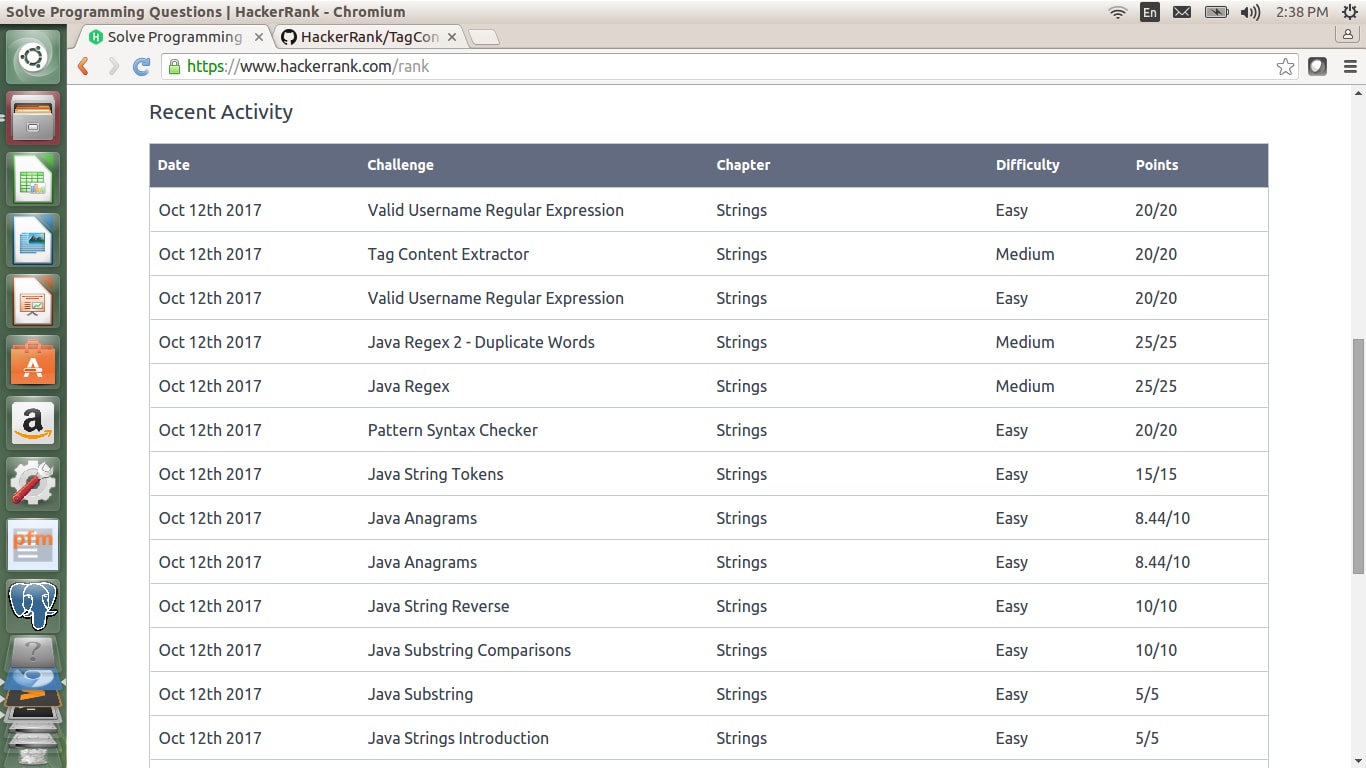 Solve Programming Questions | HackerRank - Chromium En 2:38 PM
Solve Programming × HackerRank/TagCon ×
https://www.hackerrank.com/rank
Recent Activity
Date Challenge Chapter Difficulty Points
Oct 12th 2017 Valid Username Regular Expression Strings Easy 20/20
Oct 12th 2017 Tag Content Extractor Strings Medium 20/20
Oct 12th 2017 Valid Username Regular Expression Strings Easy 20/20
Oct 12th 2017 Java Regex 2 - Duplicate Words Strings Medium 25/25
Oct 12th 2017 Java Regex Strings Medium 25/25
Oct 12th 2017 Pattern Syntax Checker Strings Easy 20/20
Oct 12th 2017 Java String Tokens Strings Easy 15/15
Oct 12th 2017 Java Anagrams Strings Easy 8.44/10
Oct 12th 2017 Java Anagrams Strings Easy 8.44/10
Oct 12th 2017 Java String Reverse Strings Easy 10/10
Oct 12th 2017 Java Substring Comparisons Strings Easy 10/10
Oct 12th 2017 Java Substring Strings Easy 5/5
Oct 12th 2017 Java Strings Introduction Strings Easy 5/5
pfm